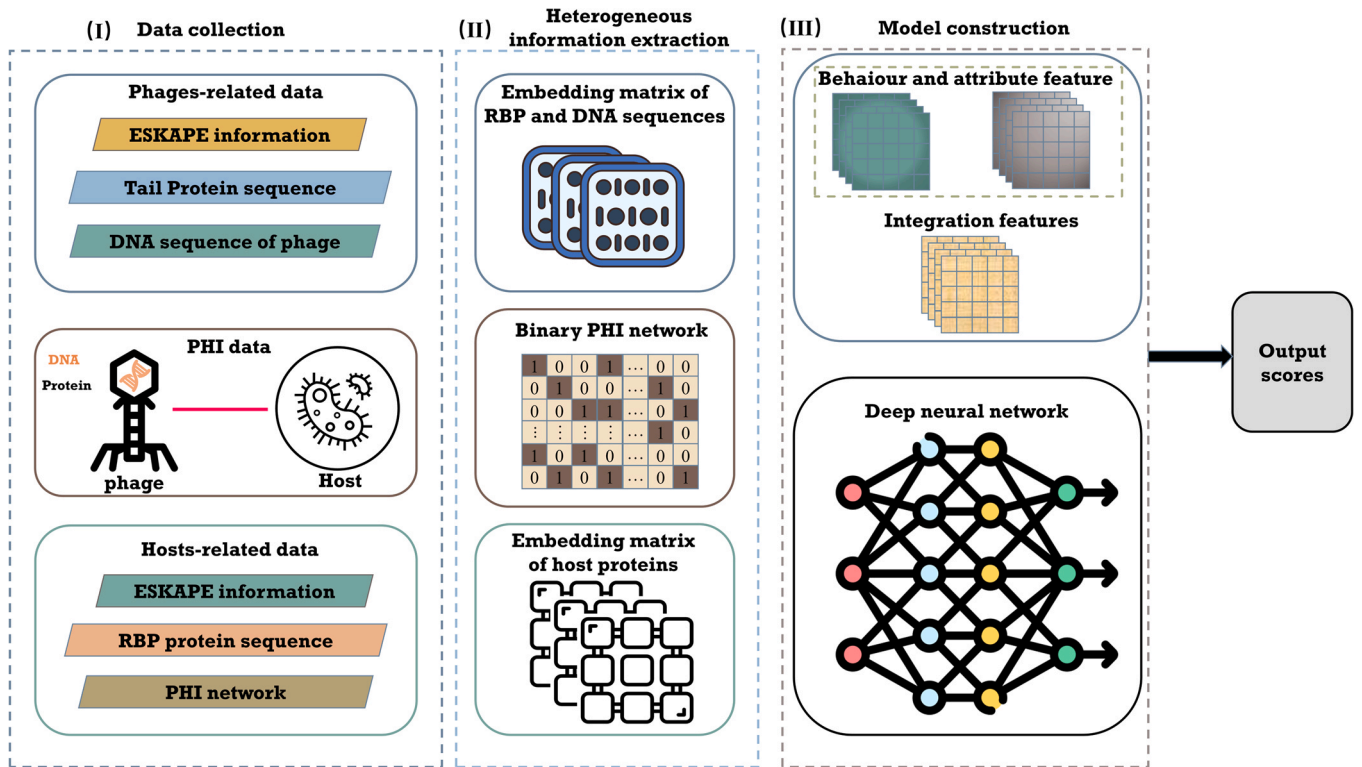 (I) Data collection
Phages-related data
ESKAPE information
Tail Protein sequence
DNA sequence of phage
PHI data
DNA
Protein
phage
Host
Hosts-related data
ESKAPE information
RBP protein sequence
PHI network
(II) Heterogeneous
information extraction
Embedding matrix of
RBP and DNA sequences
Binary PHI network
1 0 0 1 ... 0 0
0 1 0 0 ... 1 0
0 0 1 1 ... 0 1
⋮ ⋮ ⋮ ⋮ ... 1 0
1 0 1 0 ... 0 0
0 1 0 1 ... 0 1
Embedding matrix
of host proteins
(III) Model construction
Behaiour and attribute feature
Integration features
Deep neural network
Output
scores